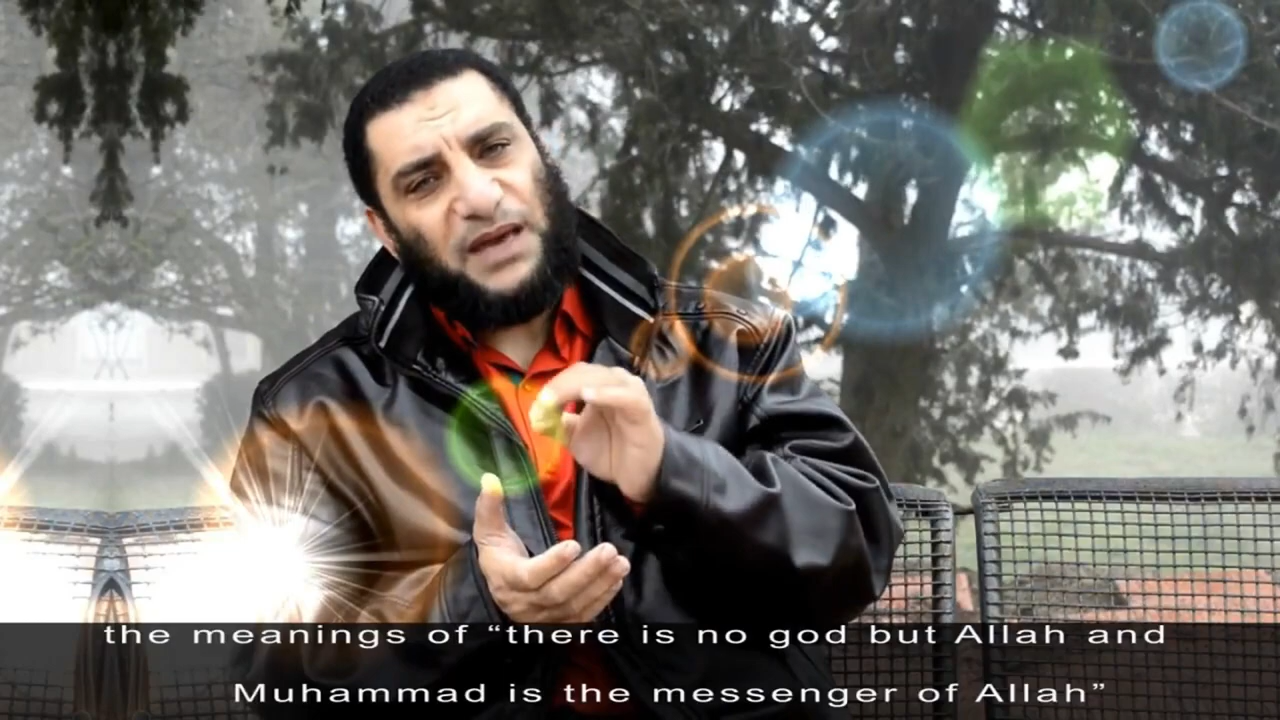 the meanings of “there is no god but Allah and
Muhammad is the messenger of Allah”